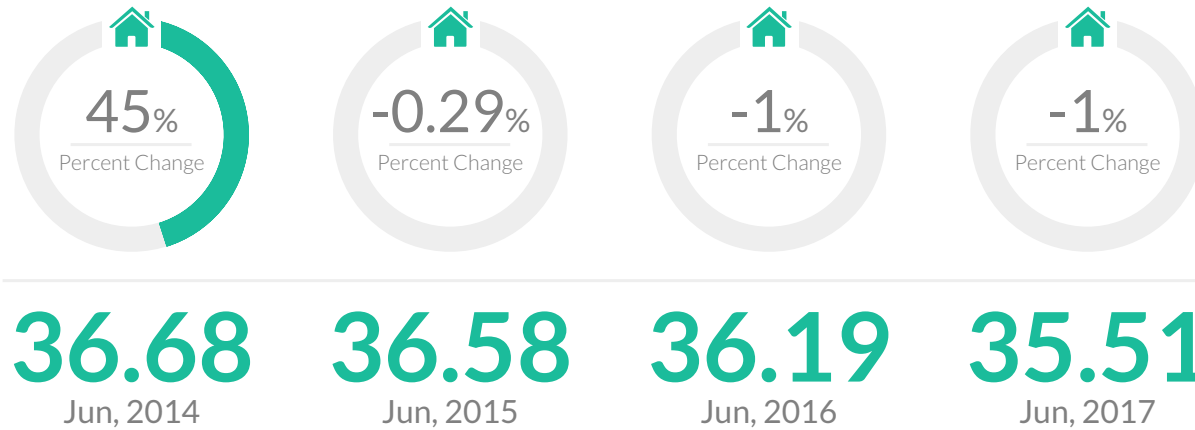 45% -0.29% -1% -1%
Percent Change Percent Change Percent Change Percent Change
36.68 36.58 36.19 35.51
Jun, 2014 Jun, 2015 Jun, 2016 Jun, 2017